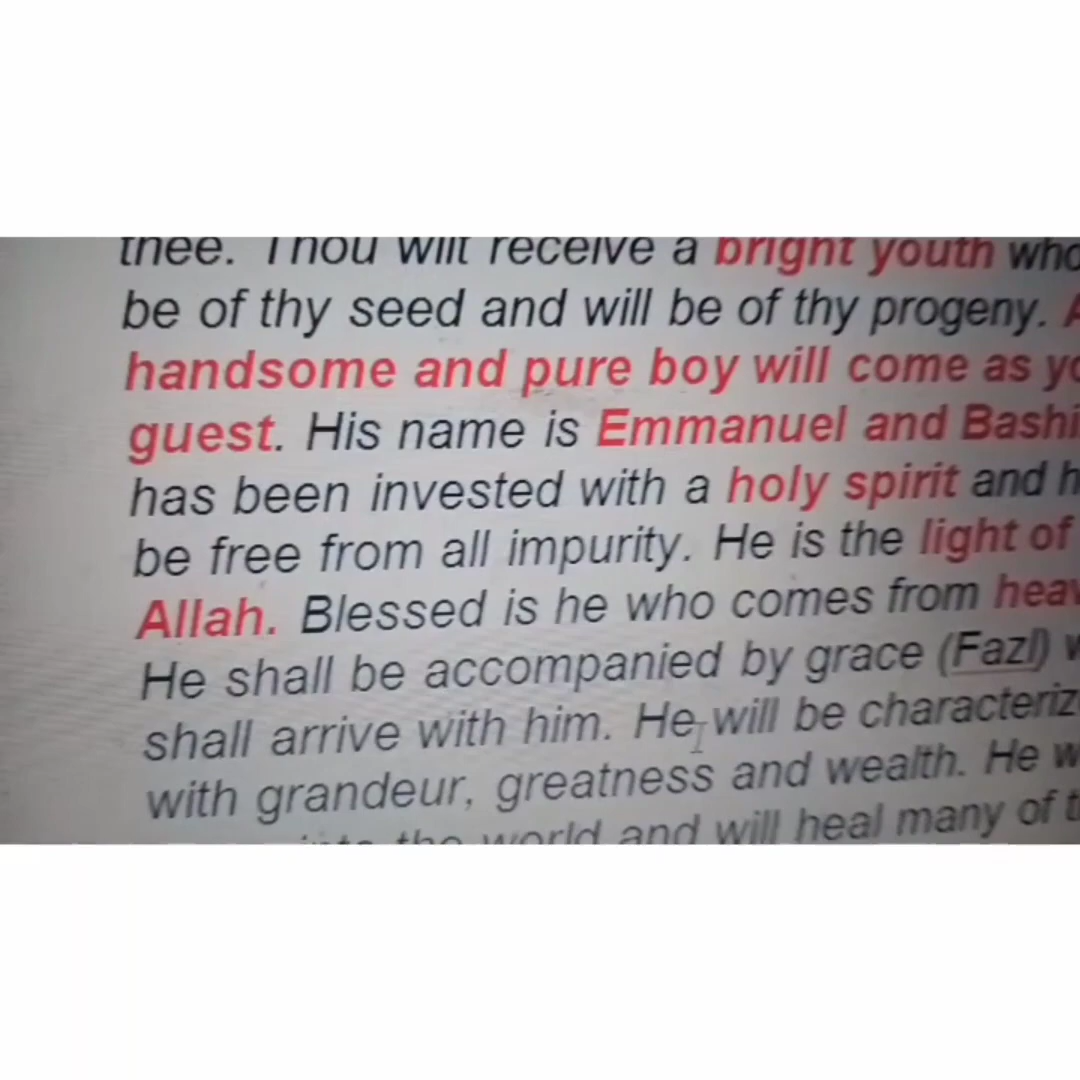 thee. Thou wilt receive a bright youth who
be of thy seed and will be of thy progeny.
handsome and pure boy will come as
guest. His name is Emmanuel and
has been invested with a holy spirit and
be free from all impurity. He is the light of
Allah. Blessed is he who comes from
He shall be accompanied by grace (Fazl)
shall arrive with him. He will be
with grandeur, greatness and wealth. He
the world and will heal many of